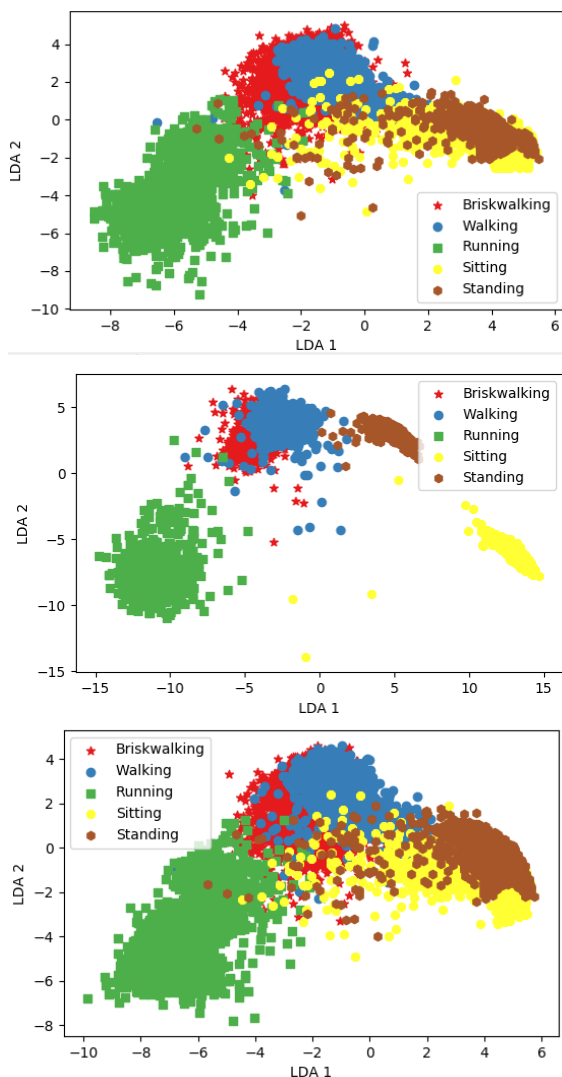 4
2
0
−2
−4
−6
−8
−10
LDA 2
Briskwalking
Walking
Running
Sitting
Standing
−8 −6 −4 −2 0 2 4 6
LDA 1
5
0
−5
−10
−15
LDA 2
Briskwalking
Walking
Running
Sitting
Standing
−15 −10 −5 0 5 10 15
LDA 1
4
2
0
−2
−4
−6
−8
LDA 2
Briskwalking
Walking
Running
Sitting
Standing
−10 −8 −6 −4 −2 0 2 4 6
LDA 1